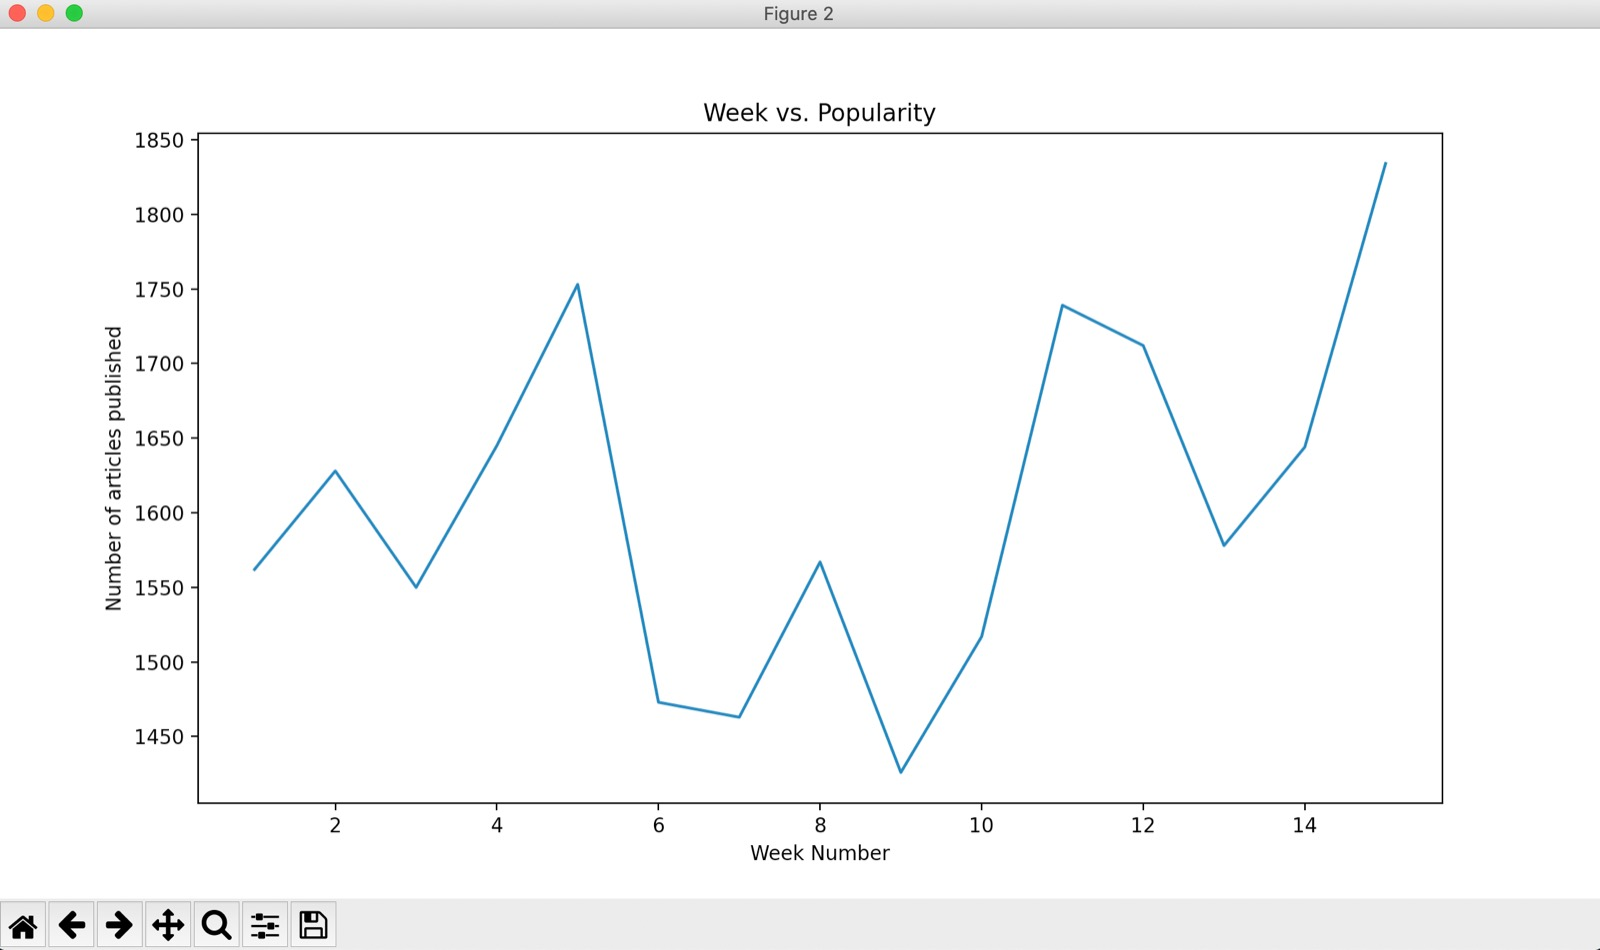 Figure 2
Week vs. Popularity
1850
1800
1750
1700
1650
1600
1550
1500
1450
Number of articles published
2 4 6 8 10 12 14
Week Number